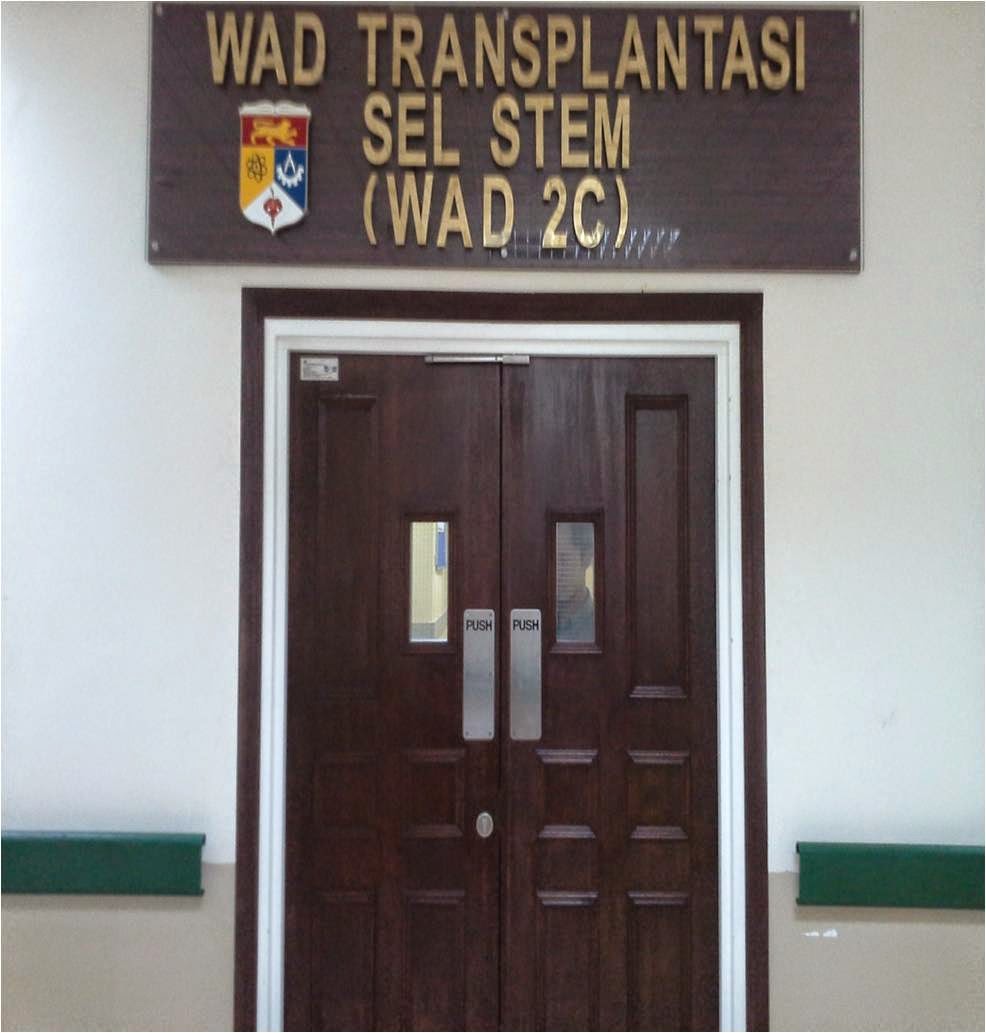 WAD TRANSPLANTASI
SEL STEM
(WAD 2C)
PUSH PUSH